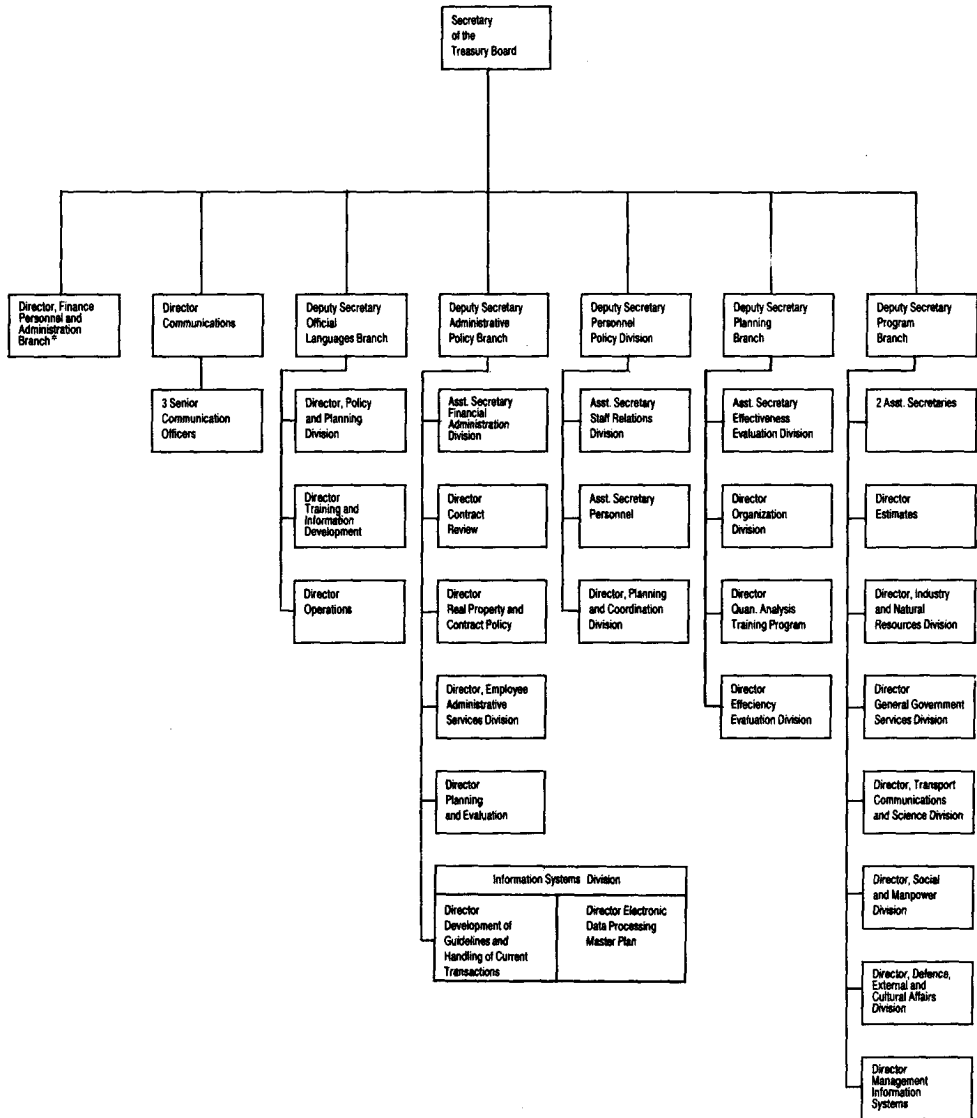 Secretary
of the
Treasury Board
Director, Finance
Personnel and
Administration
Branch*
Director
Communications
3 Senior
Communication
Officers
Deputy Secretary
Official
Languages Branch
Director, Policy
and Planning
Division
Director
Training and
Information
Development
Director
Operations
Deputy Secretary
Administrative
Policy Branch
Asst. Secretary
Financial
Administration
Division
Director
Contract
Review
Director
Real Property and
Contract Policy
Director, Employee
Administrative
Services Division
Director
Planning
and Evaluation
Information Systems Division
Director
Development of
Guidelines and
Handling of Current
Transactions
Director Electronic
Data Processing
Master Plan
Deputy Secretary
Personnel
Policy Division
Asst. Secretary
Staff Relations
Division
Asst. Secretary
Personnel
Director, Planning
and Coordination
Division
Deputy Secretary
Planning
Branch
Asst. Secretary
Effectiveness
Evaluation Division
Director
Organization
Division
Director
Quan. Analysis
Training Program
Director
Effeciency
Evaluation Division
Deputy Secretary
Program
Branch
2 Asst. Secretaries
Director
Estimates
Director, Industry
and Natural
Resources Division
Director
General Government
Services Division
Director, Transport
Communications
and Science Division
Director, Social
and Manpower
Division
Director, Defence,
External and
Cultural Affairs
Division
Director
Management
Information
Systems